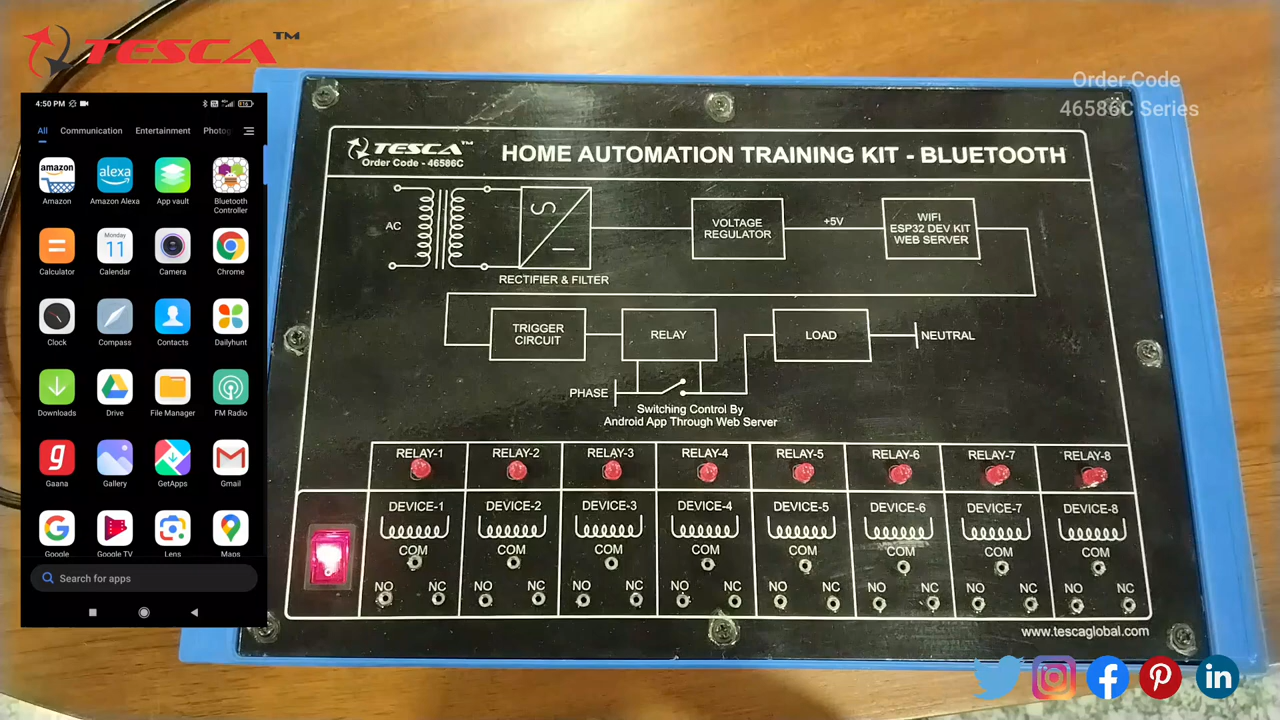 TESCA™
Order Code
46586C Series
4:50 PM
All Communication Entertainment
amazon
alexa
Amazon
Amazon Alexa
App vault
Bluetooth
Controller
Monday
11
Calculator
Calendar
Camera
Chrome
Clock
Compass
Contacts
Dailyhunt
Downloads
Drive
File Manager
FM Radio
g
Gaana
Gallery
GetApps
Gmail
G
Google
Google TV
Lens
Maps
Search for apps
TESCA™
Order Code - 46586C
HOME AUTOMATION TRAINING KIT - BLUETOOTH
AC
RECTIFIER & FILTER
VOLTAGE
REGULATOR
+5V
WIFI
ESP32 DEV KIT
WEB SERVER
TRIGGER
CIRCUIT
RELAY
LOAD
NEUTRAL
PHASE
Switching Control By
Android App Through Web Server
RELAY-1 RELAY-2 RELAY-3 RELAY-4 RELAY-5 RELAY-6 RELAY-7 RELAY-8
DEVICE-1 DEVICE-2 DEVICE-3 DEVICE-4 DEVICE-5 DEVICE-6 DEVICE-7 DEVICE-8
COM COM COM COM COM COM COM COM
NO NC NO NC NO NC NO NC NO NC NO NC NO NC NO NC
www.tescaglobal.com
f
in